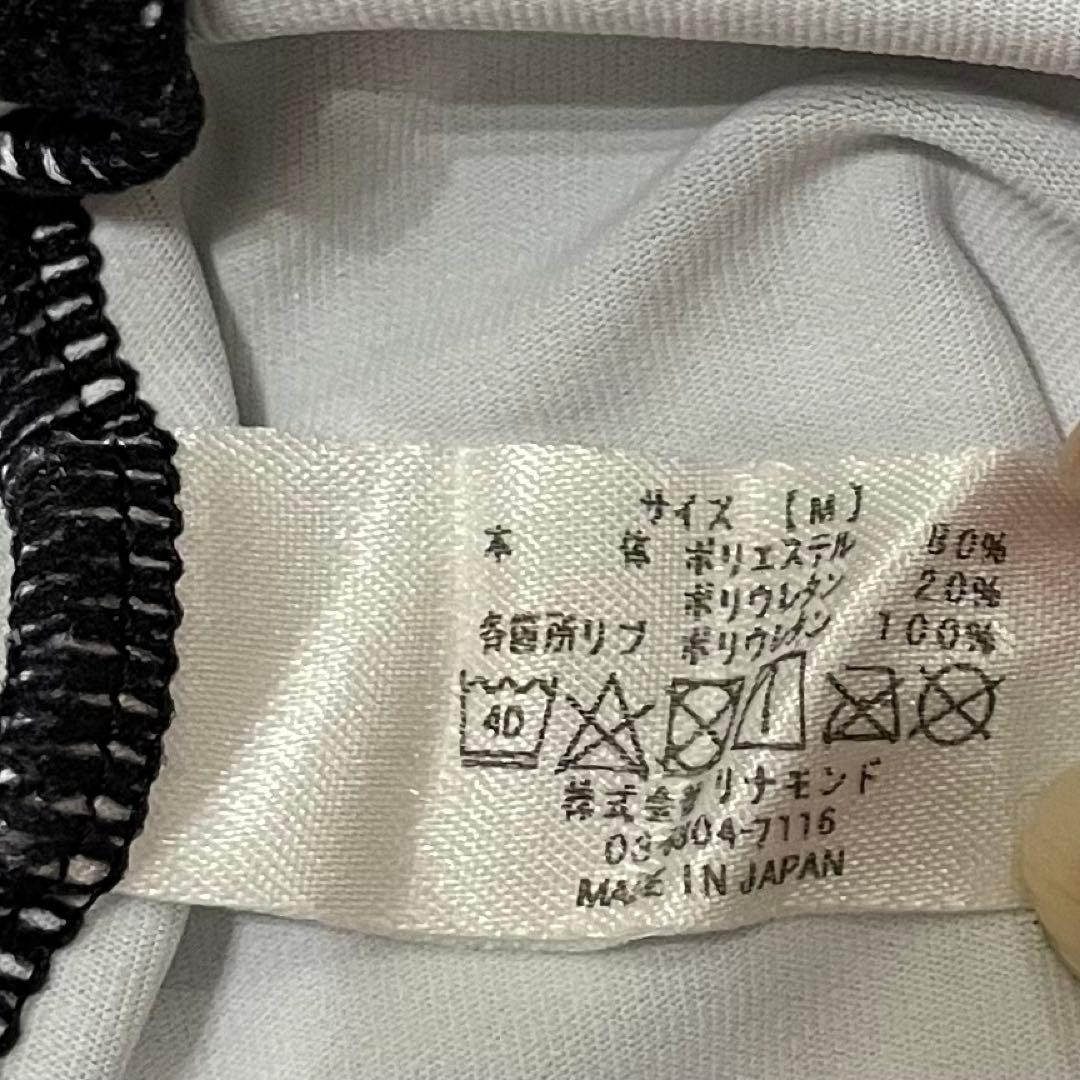 サイズ 【M】
本 体 ポリエステル 80%
ポリウレタン 20%
各箇所リブ ポリウレタン 100%
40
株式会社リナモンド
7116
MADE IN JAPAN